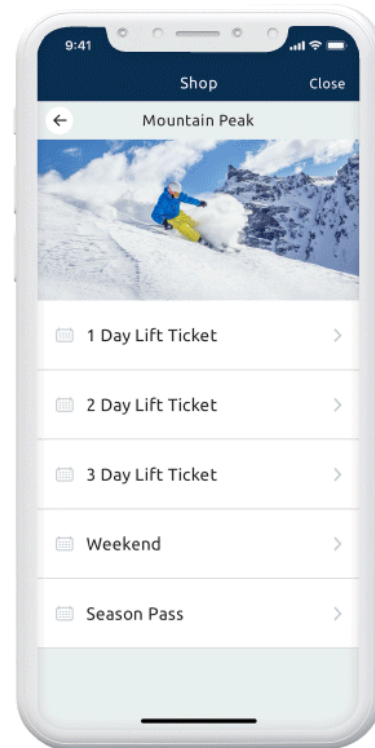 9:41
Shop
Close
Mountain Peak
1 Day Lift Ticket
2 Day Lift Ticket
3 Day Lift Ticket
Weekend
Season Pass